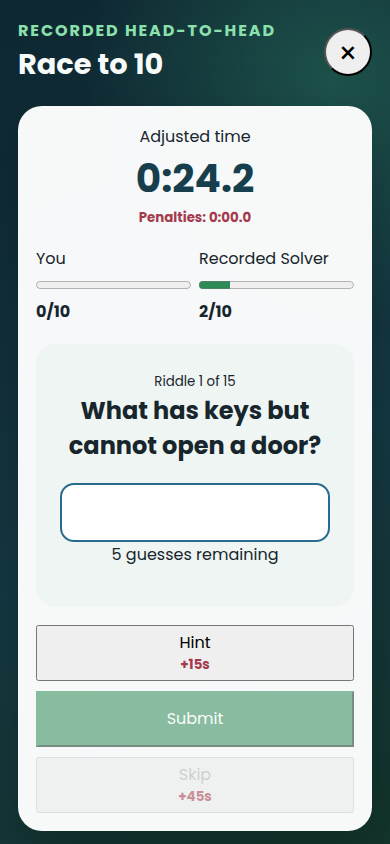 RECORDED HEAD-TO-HEAD
Race to 10
×
Adjusted time
0:24.2
Penalties: 0:00.0
You
Recorded Solver
0/10
2/10
Riddle 1 of 15
What has keys but
cannot open a door?
5 guesses remaining
Hint
+15s
Submit
Skip
+45s